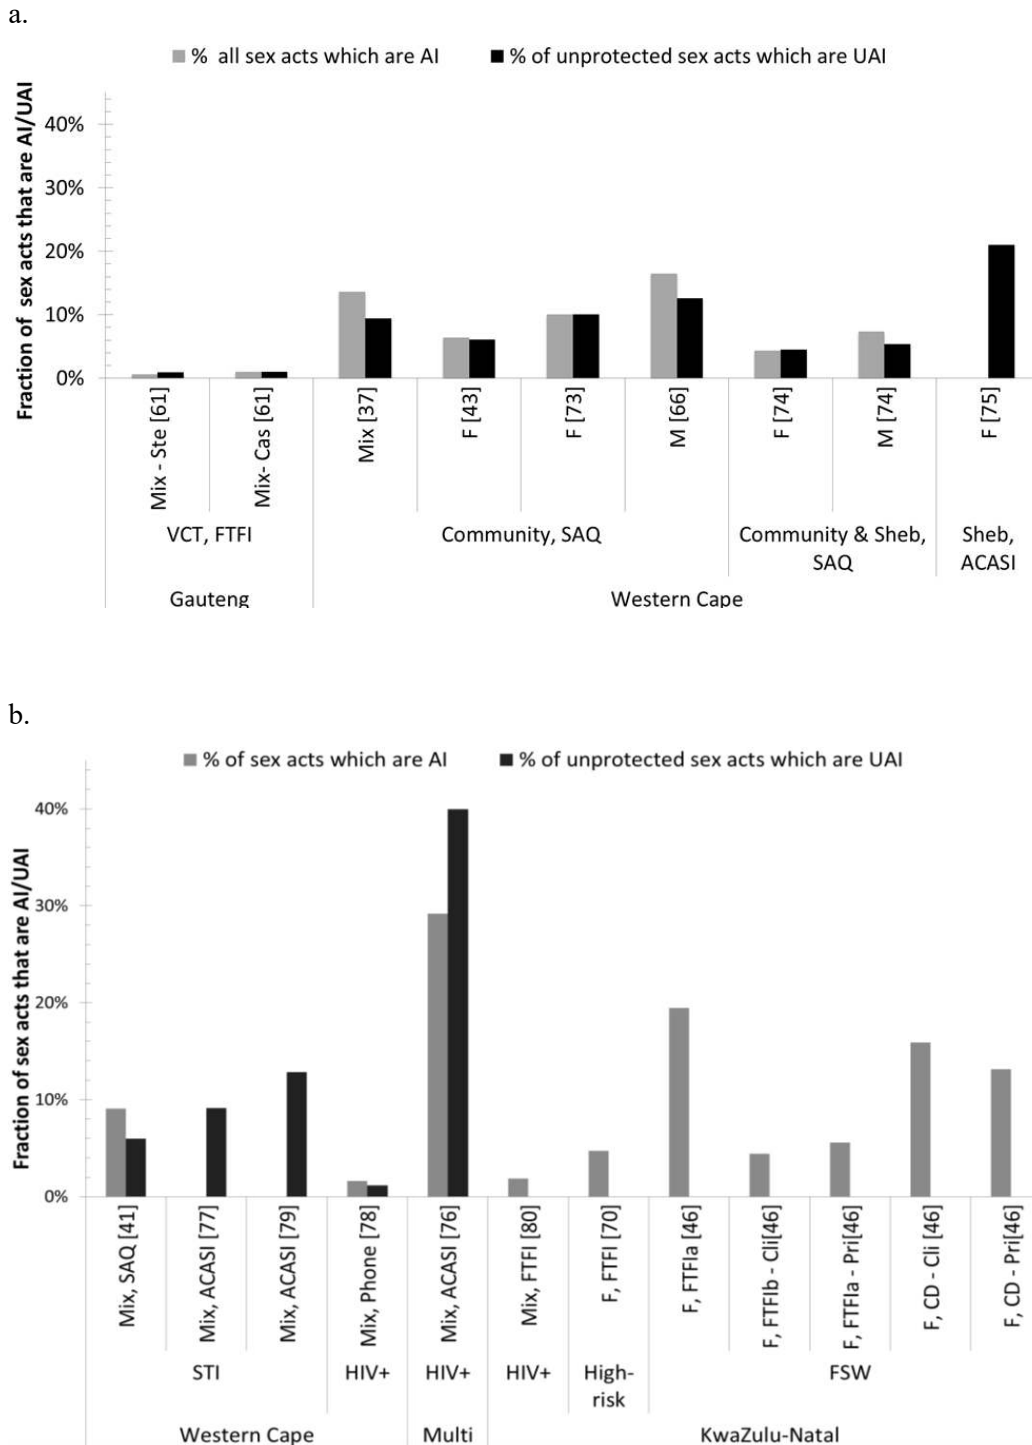 a.
% all sex acts which are AI
% of unprotected sex acts which are UAI
Fraction of sex acts that are AI/UAI
40%
30%
20%
10%
0%
Mix - Ste [61]
Mix- Cas [61]
Mix [37]
F [43]
F [73]
M [66]
F [74]
M [74]
F [75]
VCT, FTFI
Community, SAQ
Community & Sheb,
SAQ
Sheb,
ACASI
Gauteng
Western Cape
b.
% of sex acts which are AI
% of unprotected sex acts which are UAI
Fraction of sex acts that are AI/UAI
40%
30%
20%
10%
0%
Mix, SAQ [41]
Mix, ACASI [77]
Mix, ACASI [79]
Mix, Phone [78]
Mix, ACASI [76]
Mix, FTFI [80]
F, FTFI [70]
F, FTFIa [46]
F, FTFIb - Cli[46]
F, FTFIa - Pri[46]
F, CD - Cli [46]
F, CD - Pri[46]
STI
HIV+
HIV+
HIV+
High-
risk
FSW
Western Cape
Multi
KwaZulu-Natal